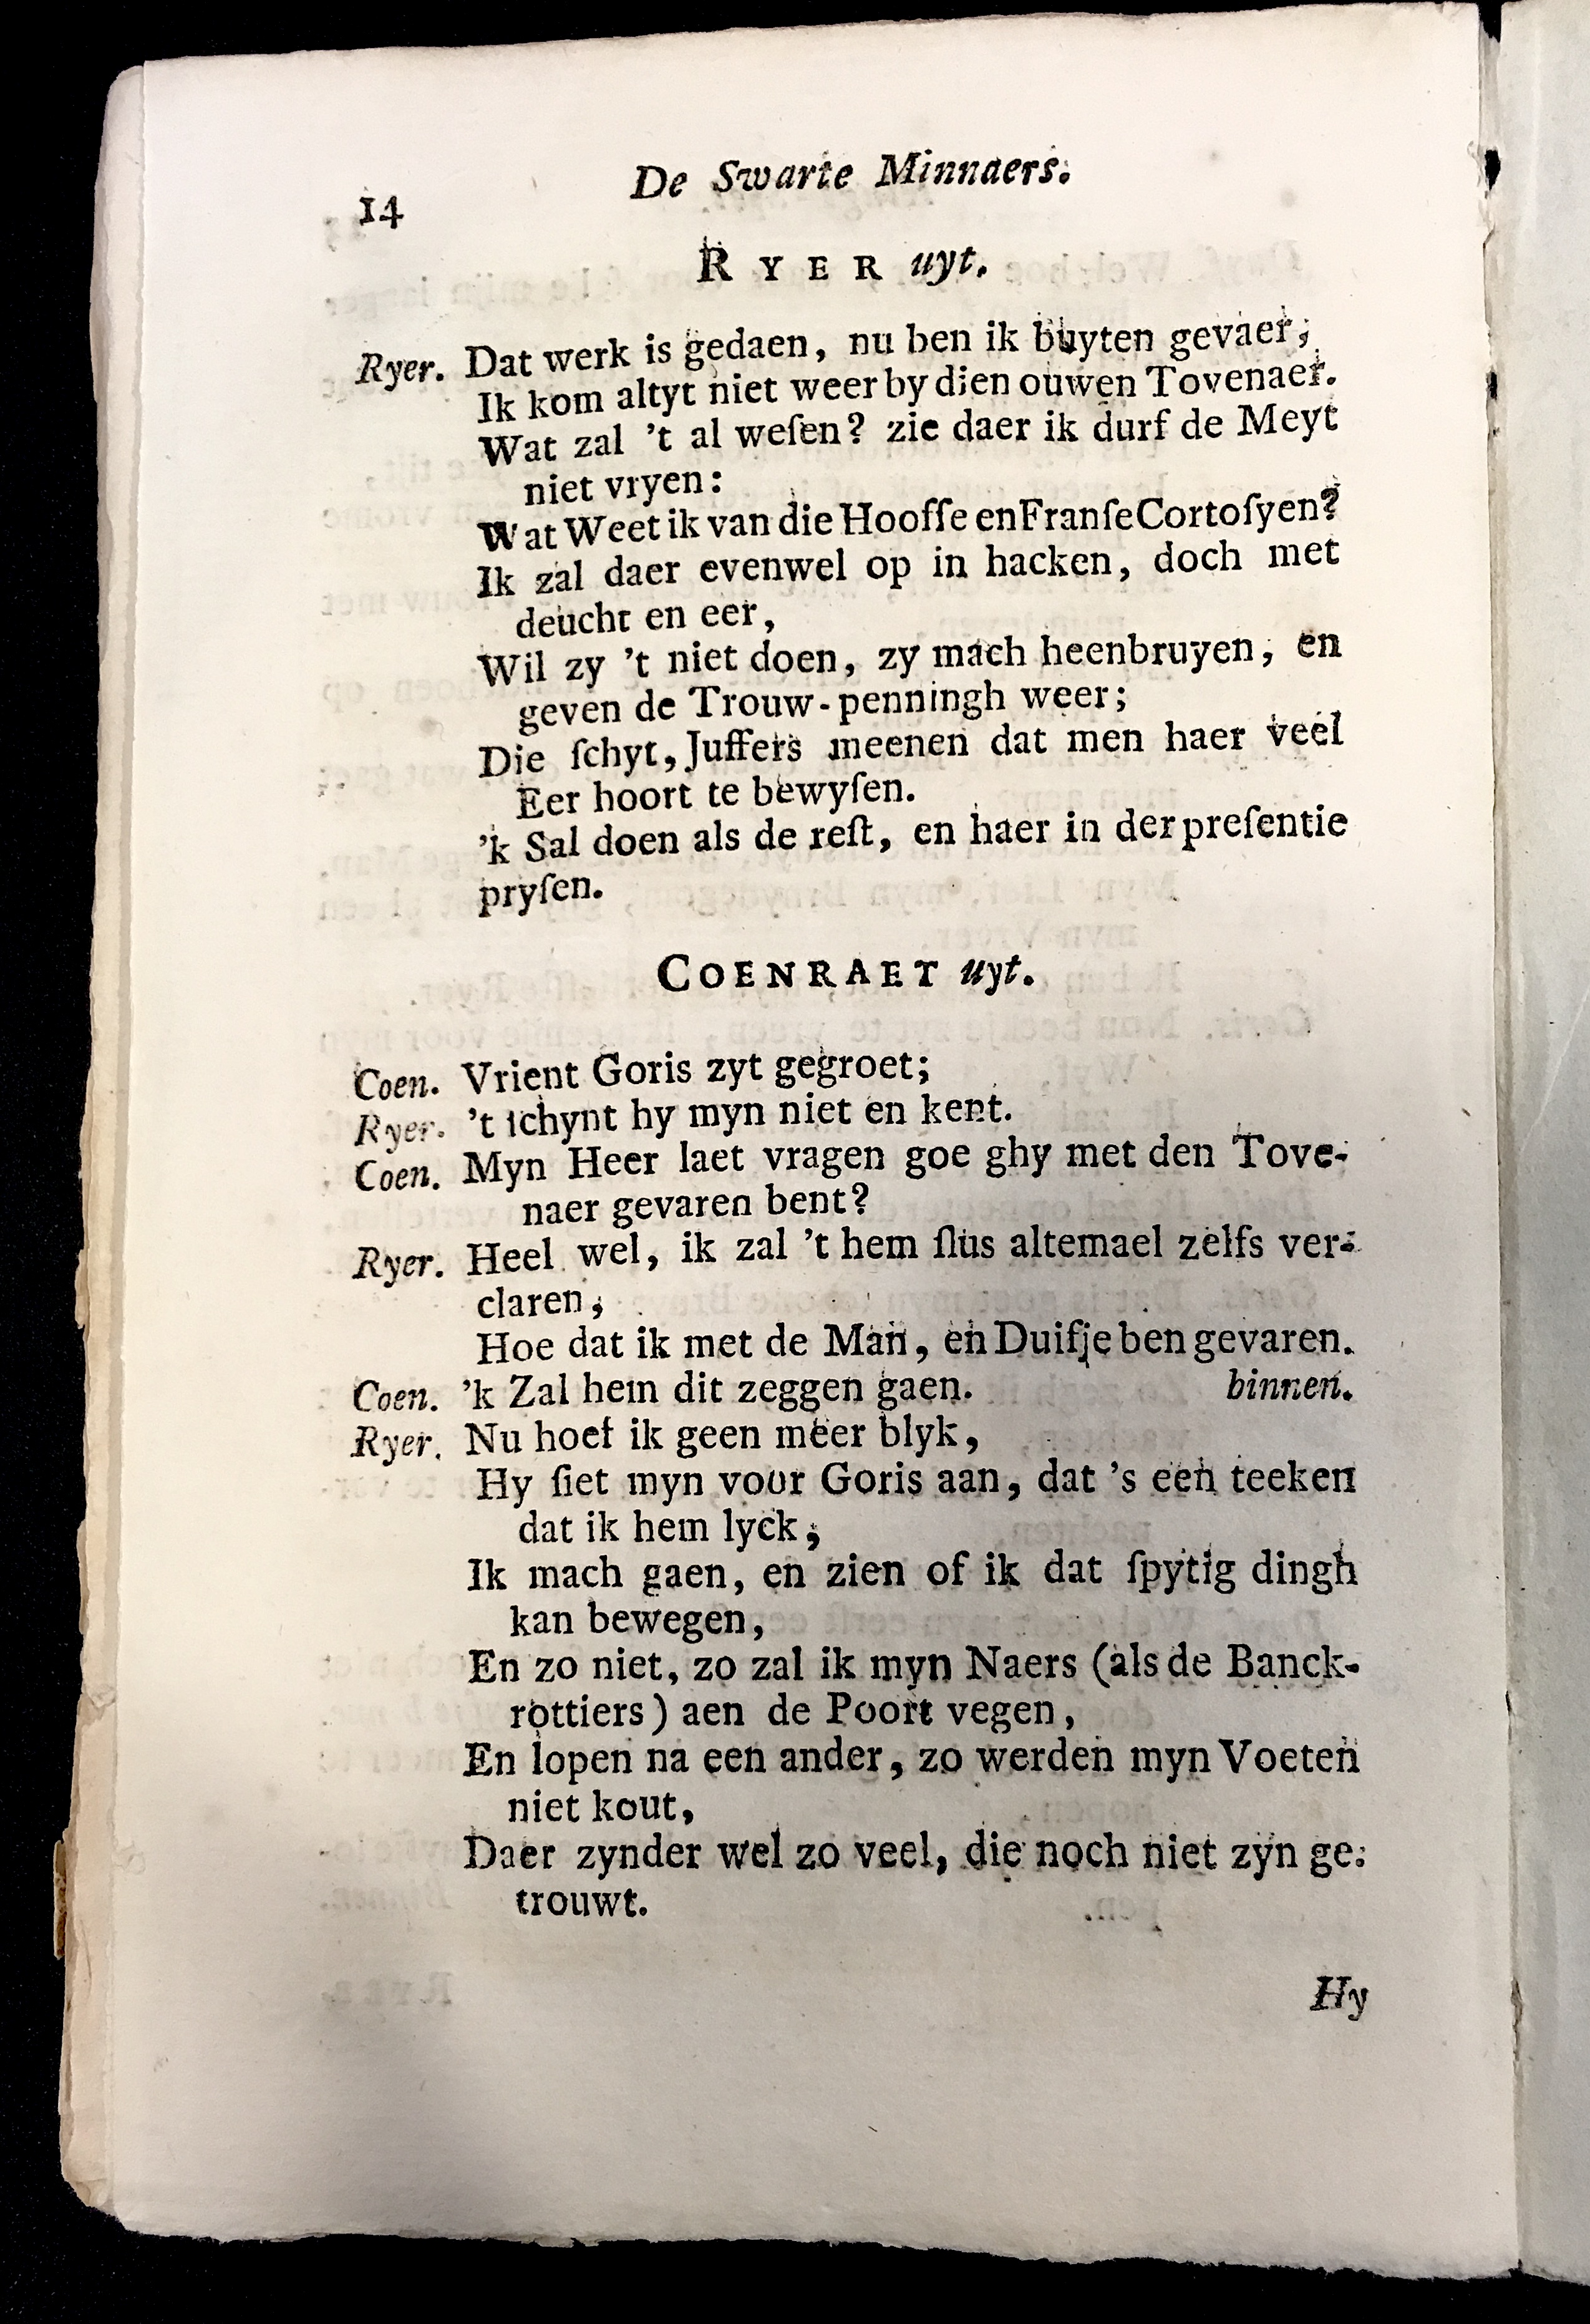 De Swarte Minnaers.
14
RYER uyt.
Ryer. Dat werk is gedaen, nu ben ik buyten gevaer,
Ik kom altyt niet weer by dien ouwen Tovenaer.
Wat zal 't al weſen? zie daer ik durf de Meyt
niet vryen:
Wat Weet ik van die Hoofſe en Franſe Cortoſyen?
Ik zal daer evenwel op in hacken, doch met
deucht en eer,
Wil zy 't niet doen, zy mach heenbruyen, en
geven de Trouw-penningh weer;
Die ſchyt, Juffers meenen dat men haer veel
Eer hoort te bewyſen.
'k Sal doen als de reſt, en haer in der preſentie
pryſen.
COENRAET uyt.
Coen. Vrient Goris zyt gegroet;
Ryer. 't ſchynt hy myn niet en kent.
Coen. Myn Heer laet vragen goe ghy met den Tove-
naer gevaren bent?
Ryer. Heel wel, ik zal 't hem ſlus altemael zelfs ver-
claren,
Hoe dat ik met de Man, en Duifje ben gevaren.
Coen. 'k Zal hem dit zeggen gaen. binnen.
Ryer. Nu hoef ik geen meer blyk,
Hy ſiet myn voor Goris aan, dat 's een teeken
dat ik hem lyck,
Ik mach gaen, en zien of ik dat ſpytig dingh
kan bewegen,
En zo niet, zo zal ik myn Naers (als de Banck-
rottiers) aen de Poort vegen,
En lopen na een ander, zo werden myn Voeten
niet kout,
Daer zynder wel zo veel, die noch niet zyn ge-
trouwt.
Hy